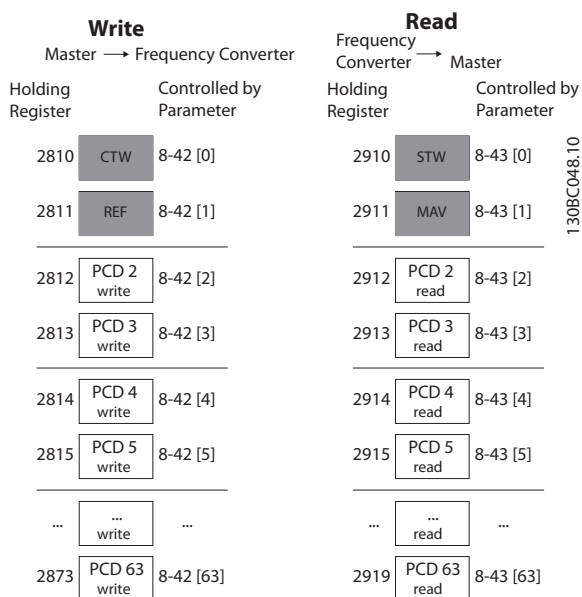 Write
Master → Frequency Converter
Holding Register
Controlled by Parameter
2810 CTW 8-42 [0]
2811 REF 8-42 [1]
2812 PCD 2 write 8-42 [2]
2813 PCD 3 write 8-42 [3]
2814 PCD 4 write 8-42 [4]
2815 PCD 5 write 8-42 [5]
... ... write ...
2873 PCD 63 write 8-42 [63]
Read
Frequency Converter → Master
Holding Register
Controlled by Parameter
2910 STW 8-43 [0]
2911 MAV 8-43 [1]
2912 PCD 2 read 8-43 [2]
2913 PCD 3 read 8-43 [3]
2914 PCD 4 read 8-43 [4]
2915 PCD 5 read 8-43 [5]
... ... read ...
2919 PCD 63 read 8-43 [63]
130BC048.10